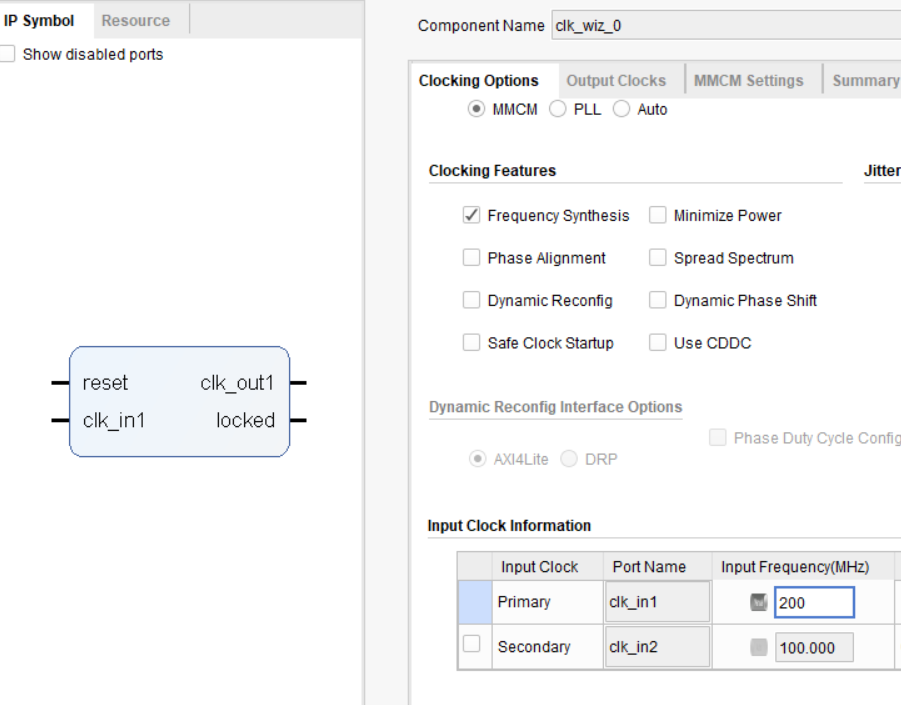 IP Symbol Resource
Show disabled ports
reset clk_out1
clk_in1 locked
Component Name clk_wiz_0
Clocking Options Output Clocks MMCM Settings Summary
MMCM PLL Auto
Clocking Features Jitter
Frequency Synthesis Minimize Power
Phase Alignment Spread Spectrum
Dynamic Reconfig Dynamic Phase Shift
Safe Clock Startup Use CDDC
Dynamic Reconfig Interface Options
Phase Duty Cycle Config
AXI4Lite DRP
Input Clock Information
Input Clock Port Name Input Frequency(MHz)
Primary clk_in1 200
Secondary clk_in2 100.000